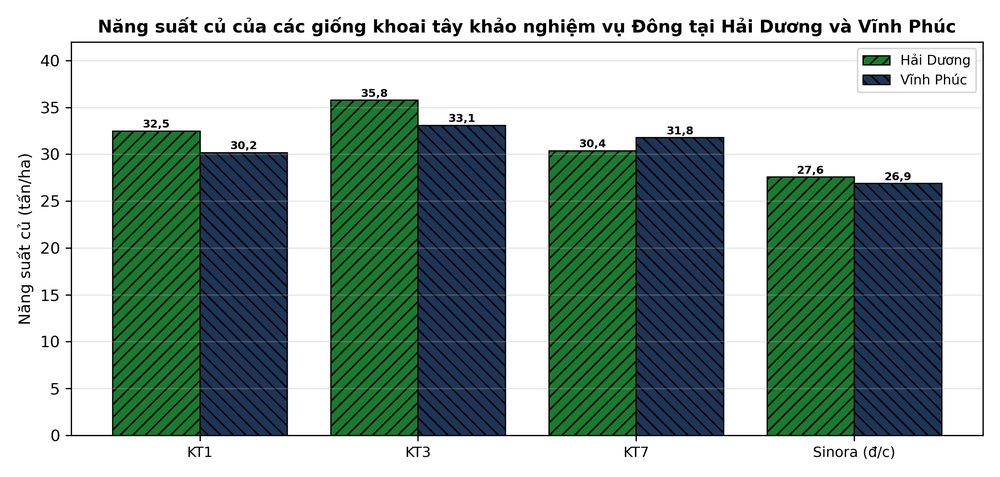 Năng suất củ của các giống khoai tây khảo nghiệm vụ Đông tại Hải Dương và Vĩnh Phúc
Năng suất củ (tấn/ha)
40
35
30
25
20
15
10
5
0
Hải Dương
Vĩnh Phúc
32,5
30,2
35,8
33,1
30,4
31,8
27,6
26,9
KT1
KT3
KT7
Sinora (đ/c)